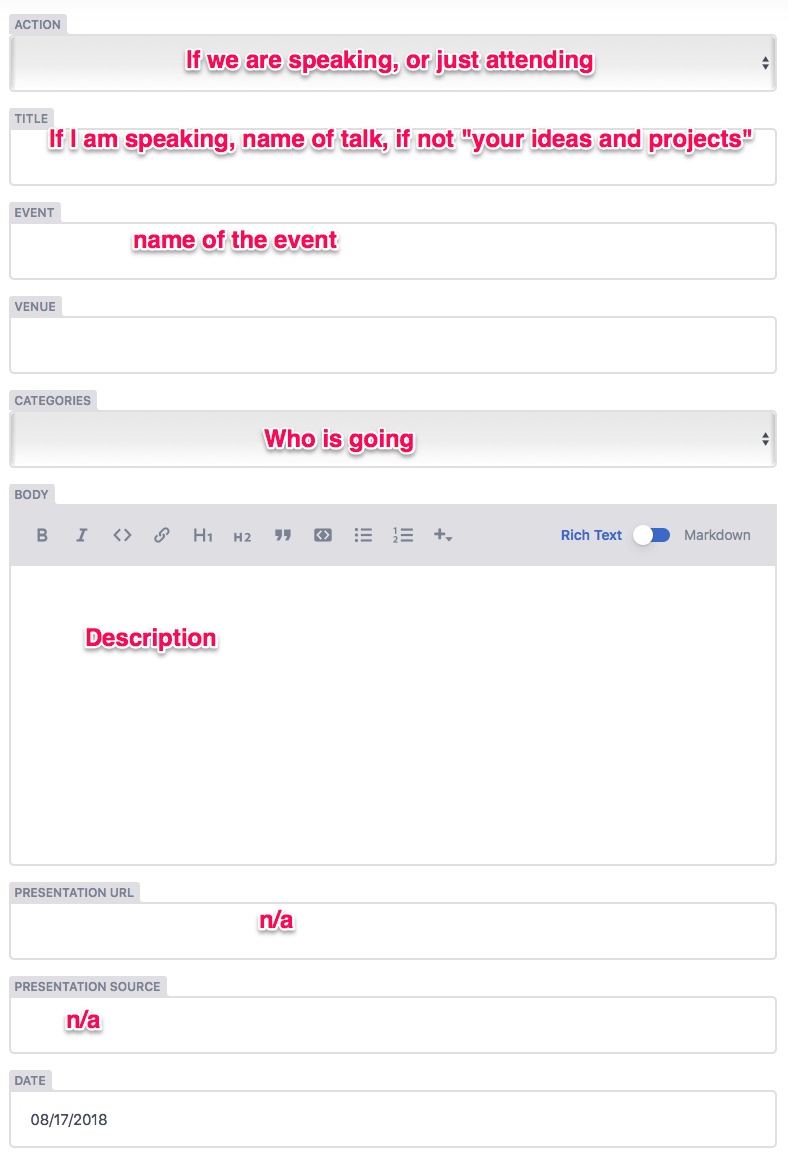 ACTION
If we are speaking, or just attending
TITLE
If I am speaking, name of talk, if not "your ideas and projects"
EVENT
name of the event
VENUE
CATEGORIES
Who is going
BODY
B I <> H1 H2 Rich Text Markdown
Description
PRESENTATION URL
n/a
PRESENTATION SOURCE
n/a
DATE
08/17/2018